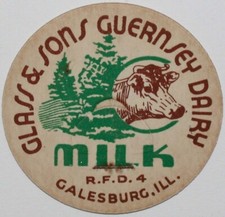 GLASS & SONS GUERNSEY DAIRY
MILK
R.F.D. 4
GALESBURG, ILL.